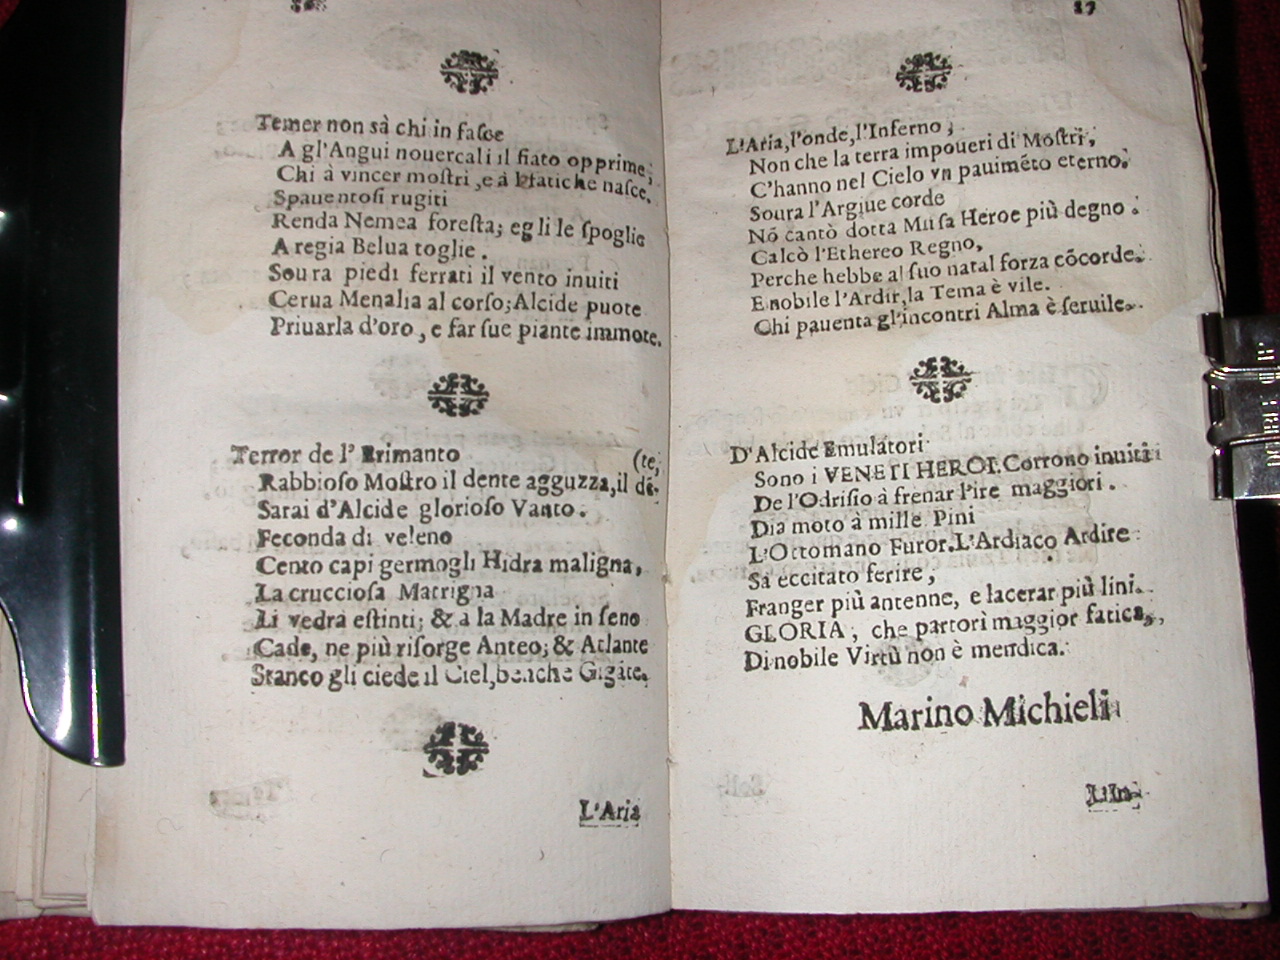 Temer non sà chi in faſce
A gl'Angui nouercali il fiato opprime,
Chi à vincer moſtri, e à Fatiche naſce.
Spauentoſi rugiti
Renda Nemea foreſta; egli le ſpoglie
A regia Belua toglie.
Soura piedi ferrati il vento inuiti
Cerua Menalia al corſo; Alcide puote
Priuarla d'oro, e far ſue piante immote.
Terror de l'Erimanto (te,
Rabbioſo Moſtro il dente agguzza, il dē-
Sarai d'Alcide glorioſo Vanto.
Feconda di veleno
Cento capi germogli Hidra maligna,
La crucciofa Matrigna
Li vedra eſtinti; & a la Madre in ſeno
Cade, ne più riſorge Anteo; & Atlante
Stanco gli ciede il Ciel, benche Gigāte.
L'Aria
17
L'Aria, l'onde, l'Inferno,
Non che la terra impoueri di Moſtri,
C'hanno nel Cielo vn pauimēto eterno.
Soura l'Argiue corde
Nō cantò dotta Muſa Heroe più degno.
Calcò l'Ethereo Regno,
Perche hebbe al ſuo natal forza cōcorde.
E nobile l'Ardir, la Tema è vile.
Chi pauenta gl'incontri Alma è ſeruile.
D'Alcide Emulatori
Sono i VENETI HEROI. Corrono inuiti
De l'Odriſio à frenar l'ire maggiori.
Dia moto à mille Pini
L'Ottomano Furor. L'Ardiaco Ardire
Sa eccitato ferire,
Franger più antenne, e lacerar più lini.
GLORIA, che partorì maggior fatica,
Di nobile Virtù non è mendica.
Marino Michieli